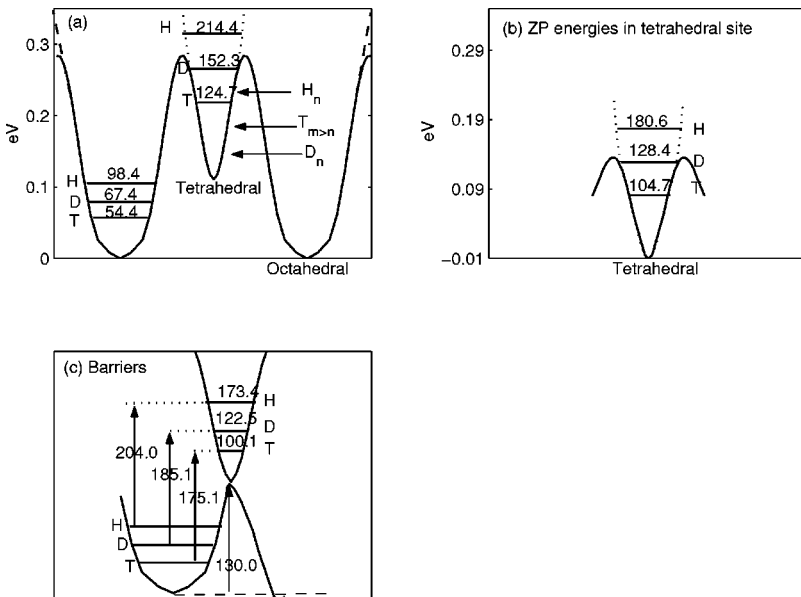 (a)
H 214.4
0.3
D 152.3
124.7
T
H_n
0.2
eV
T_m>n
D_n
98.4
H
Tetrahedral
0.1
67.4
D
54.4
T
0
Octahedral
(b) ZP energies in tetrahedral site
0.29
eV
0.19
180.6 H
128.4 D
0.09
104.7 T
−0.01
Tetrahedral
(c) Barriers
173.4 H
122.5 D
100.1 T
204.0
185.1
175.1
H
D
T
130.0